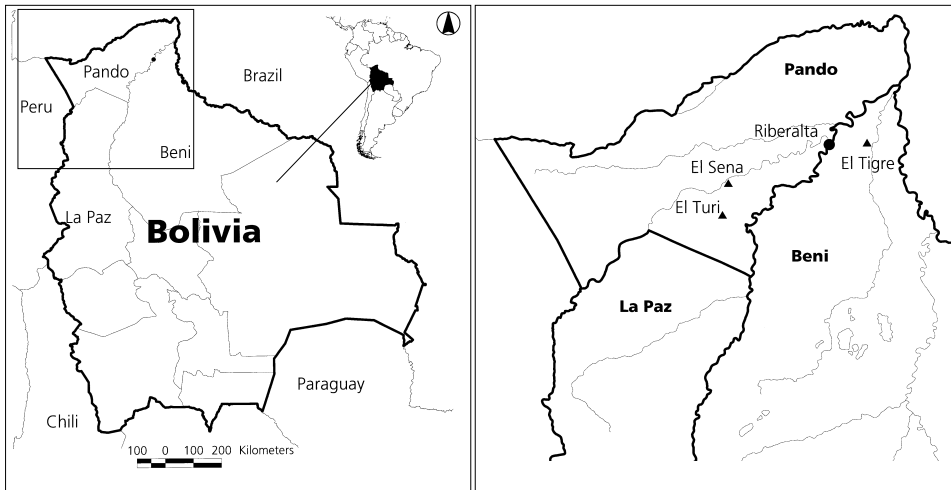 Pando
Brazil
Peru
Beni
La Paz
Bolivia
Paraguay
Chili
100 0 100 200 Kilometers
Pando
Riberalta
El Sena
El Tigre
El Turi
Beni
La Paz